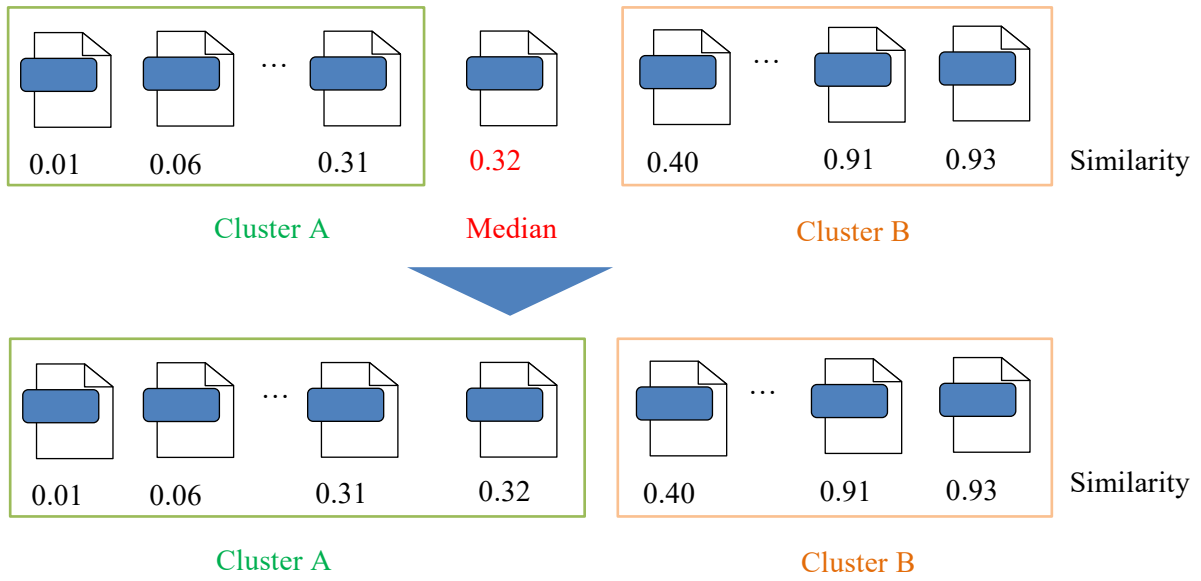 …
…
0.01 0.06 0.31 0.32 0.40 0.91 0.93 Similarity
Cluster A Median Cluster B
…
…
0.01 0.06 0.31 0.32 0.40 0.91 0.93 Similarity
Cluster A Cluster B